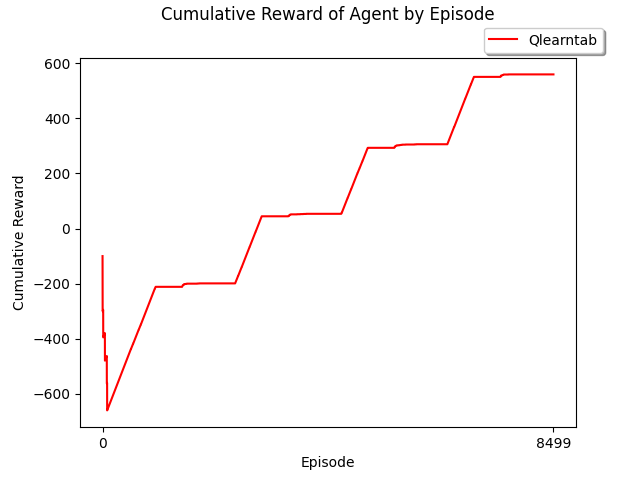 Cumulative Reward of Agent by Episode
Qlearntab
600
400
200
0
−200
−400
−600
Cumulative Reward
0
8499
Episode